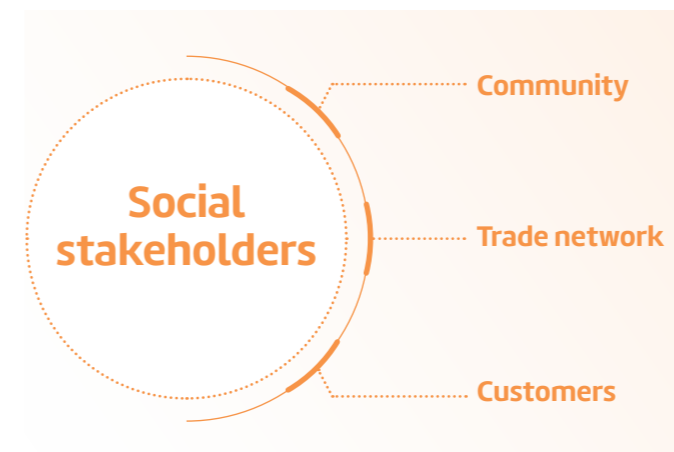 Social
stakeholders
Community
Trade network
Customers